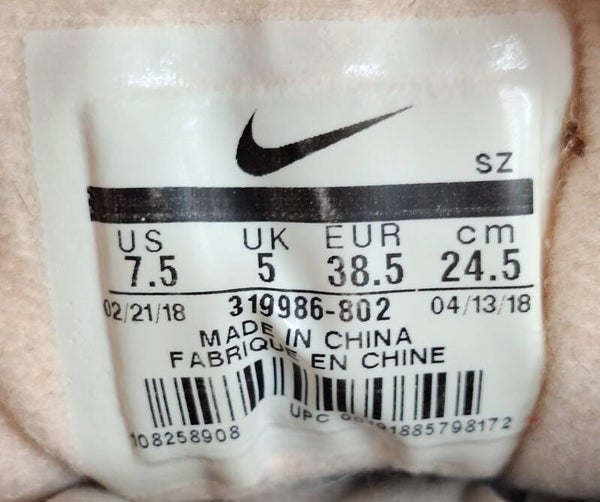 SZ
US UK EUR cm
7.5 5 38.5 24.5
02/21/18 319986-802 04/13/18
MADE IN CHINA
FABRIQUE EN CHINE
108258908 UPC